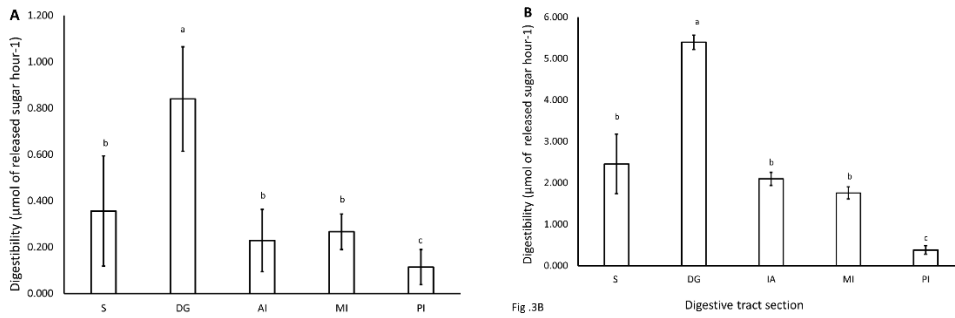 A
Digestibility (µmol of released sugar hour-1)
1.200
1.000
0.800
0.600
0.400
0.200
0.000
a
b
b
b
c
S DG AI MI PI
B
Digestibility (µmol of released sugar hour-1)
6.000
5.000
4.000
3.000
2.000
1.000
0.000
a
b
b
b
c
S DG IA MI PI
Fig .3B
Digestive tract section